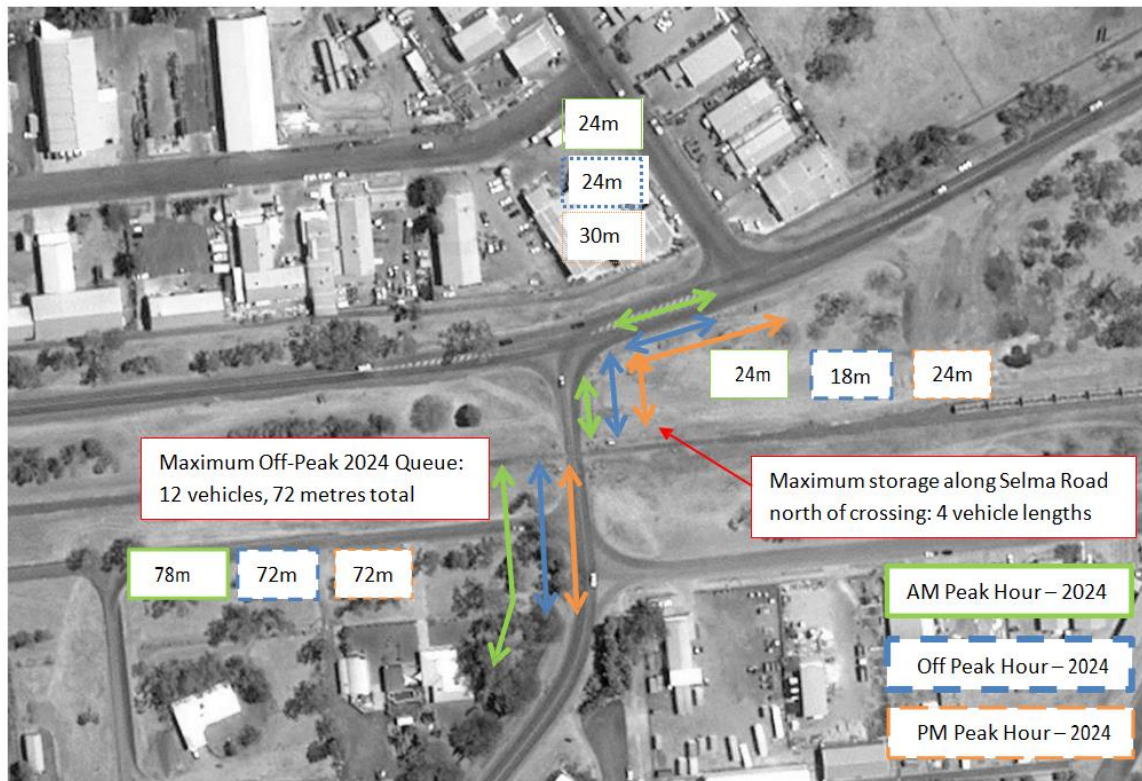 24m
24m
30m
24m
18m
24m
Maximum Off-Peak 2024 Queue:
12 vehicles, 72 metres total
Maximum storage along Selma Road
north of crossing: 4 vehicle lengths
78m
72m
72m
AM Peak Hour – 2024
Off Peak Hour – 2024
PM Peak Hour – 2024